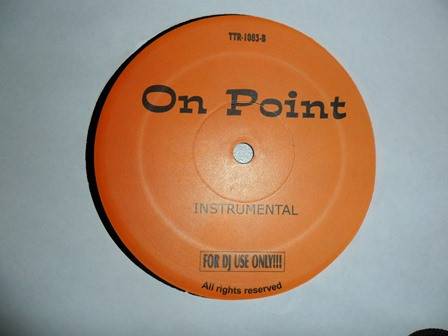 TTR-1083-B
On Point
INSTRUMENTAL
FOR DJ USE ONLY!!!
All rights reserved